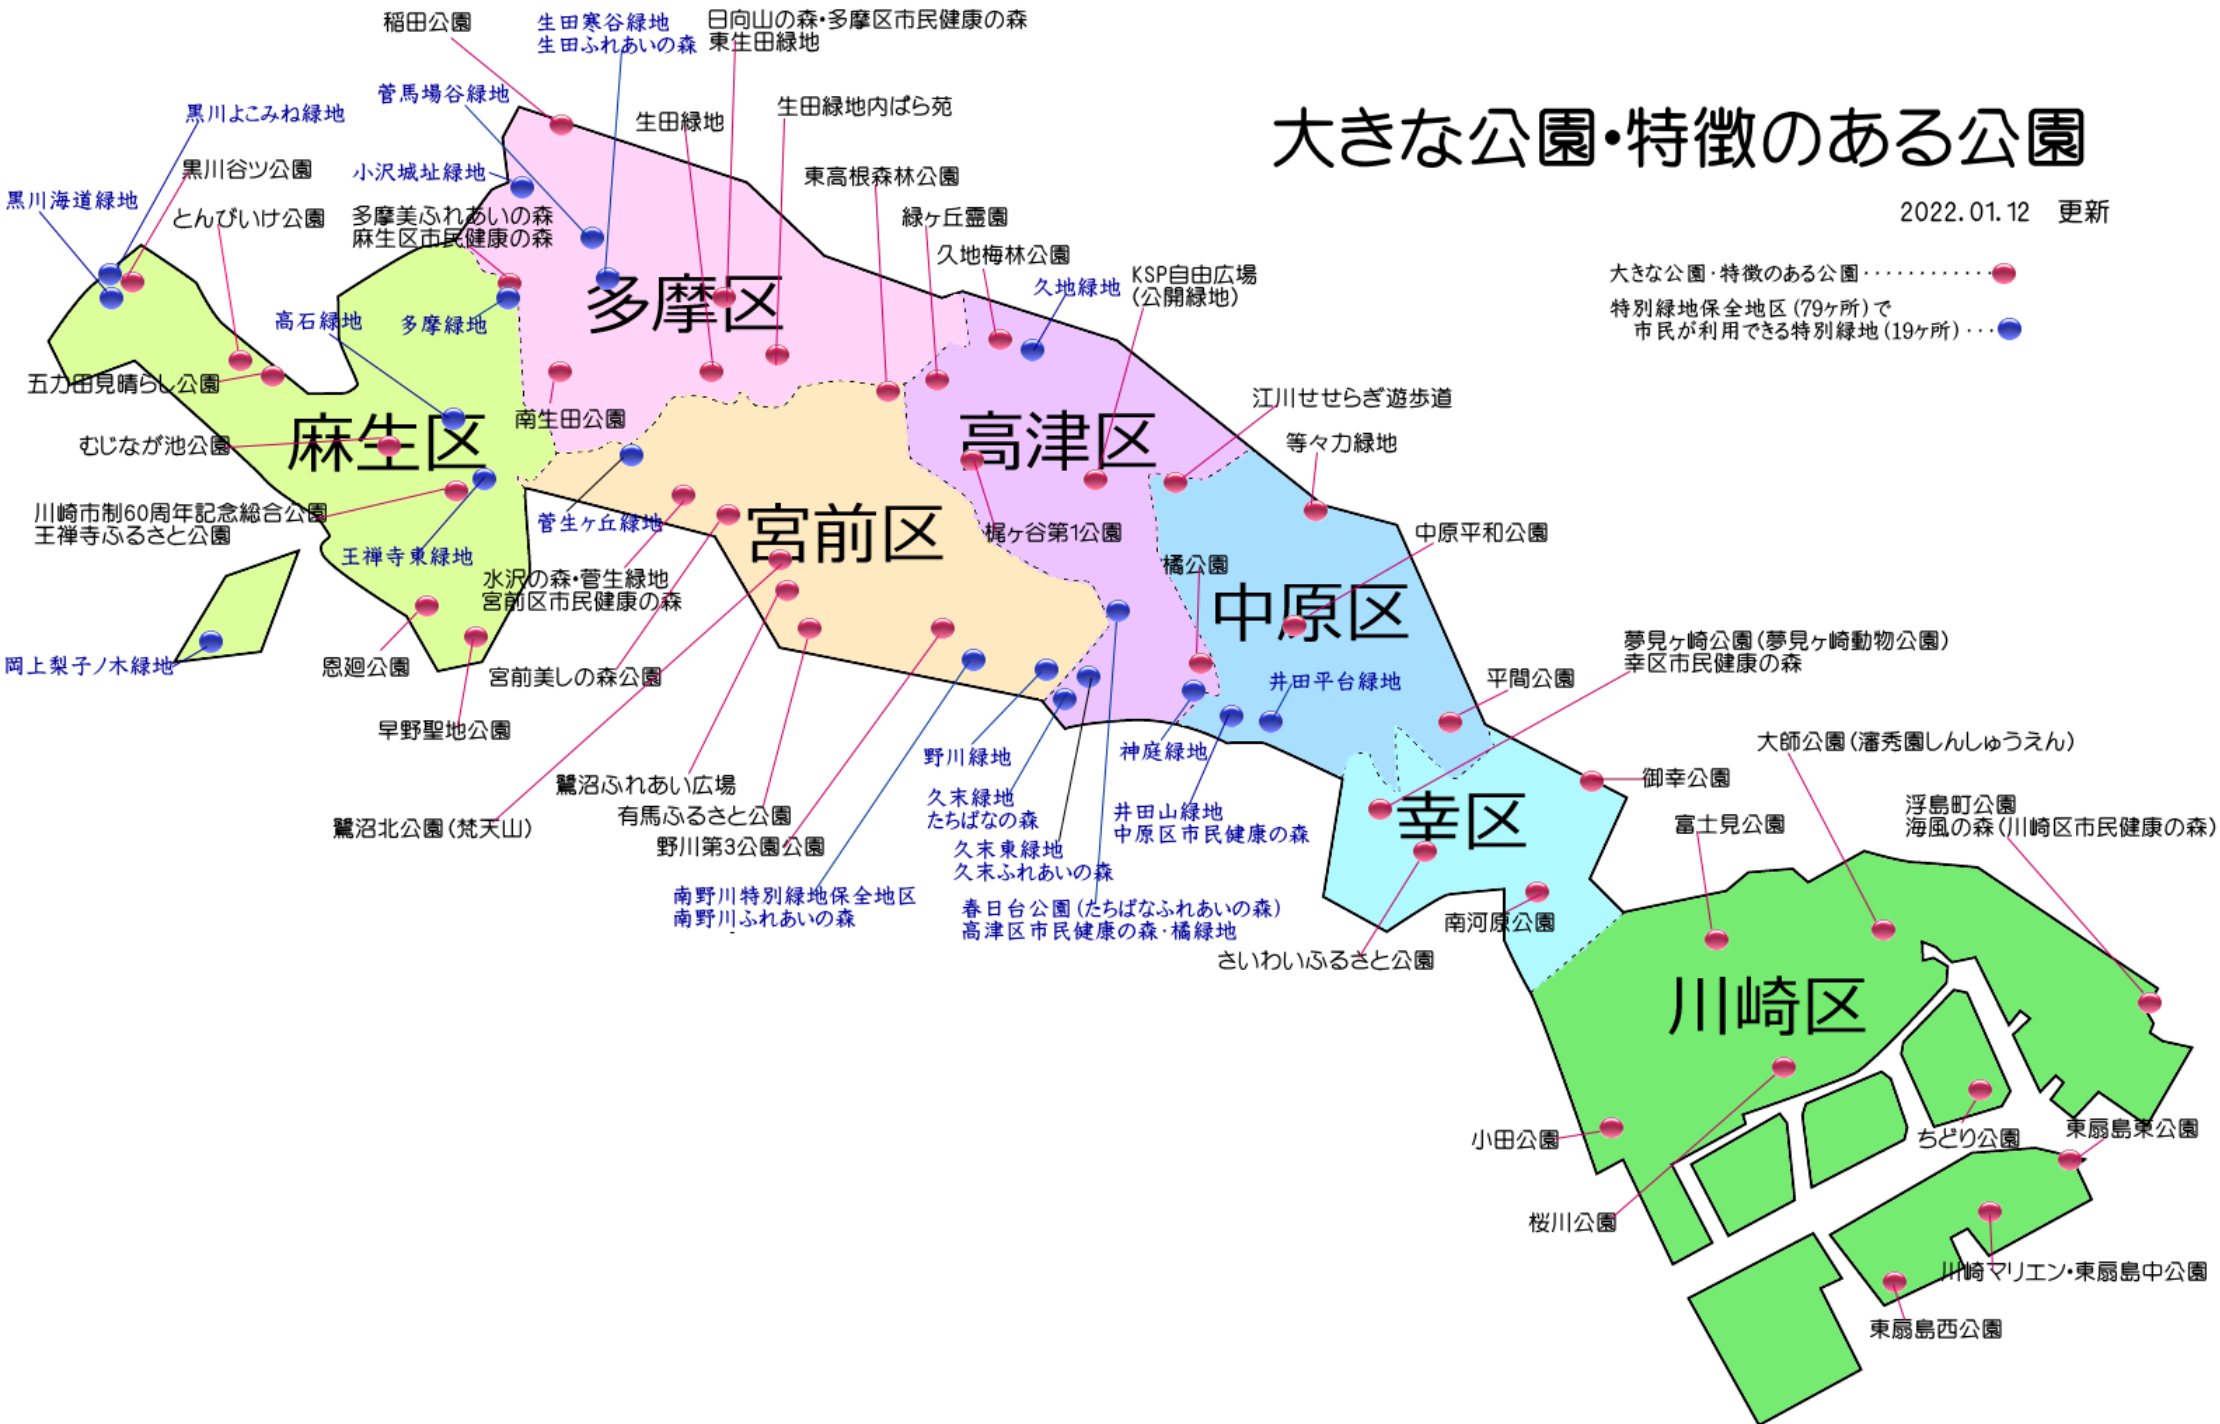 大きな公園・特徴のある公園
2022.01.12 更新
大きな公園・特徴のある公園・・・・・・・・・・・・
特別緑地保全地区(79ヶ所)で
市民が利用できる特別緑地(19ヶ所)・・・
稲田公園
生田寒谷緑地
生田ふれあいの森
日向山の森・多摩区市民健康の森
東生田緑地
菅馬場谷緑地
黒川よこみね緑地
生田緑地
生田緑地内ばら苑
黒川谷ツ公園
小沢城址緑地
東高根森林公園
黒川海道緑地
とんびいけ公園
多摩美ふれあいの森
麻生区市民健康の森
緑ヶ丘霊園
久地梅林公園
久地緑地
KSP自由広場
(公開緑地)
高石緑地
多摩緑地
多摩区
五力田見晴らし公園
南生田公園
江川せせらぎ遊歩道
むじなが池公園
麻生区
高津区
等々力緑地
川崎市制60周年記念総合公園
王禅寺ふるさと公園
王禅寺東緑地
菅生ヶ丘緑地
宮前区
梶ヶ谷第1公園
中原平和公園
橘公園
水沢の森・菅生緑地
宮前区市民健康の森
中原区
岡上梨子ノ木緑地
恩廻公園
宮前美しの森公園
井田平台緑地
夢見ヶ崎公園(夢見ヶ崎動物公園)
幸区市民健康の森
平間公園
早野聖地公園
野川緑地
神庭緑地
大師公園(瀋秀園しんしゅうえん)
鷺沼ふれあい広場
御幸公園
久末緑地
たちばなの森
有馬ふるさと公園
井田山緑地
中原区市民健康の森
幸区
富士見公園
浮島町公園
海風の森(川崎区市民健康の森)
鷺沼北公園(梵天山)
野川第3公園公園
久末東緑地
久末ふれあいの森
南野川特別緑地保全地区
南野川ふれあいの森
春日台公園(たちばなふれあいの森)
高津区市民健康の森・橘緑地
南河原公園
さいわいふるさと公園
川崎区
小田公園
ちどり公園
東扇島東公園
桜川公園
川崎マリエン・東扇島中公園
東扇島西公園